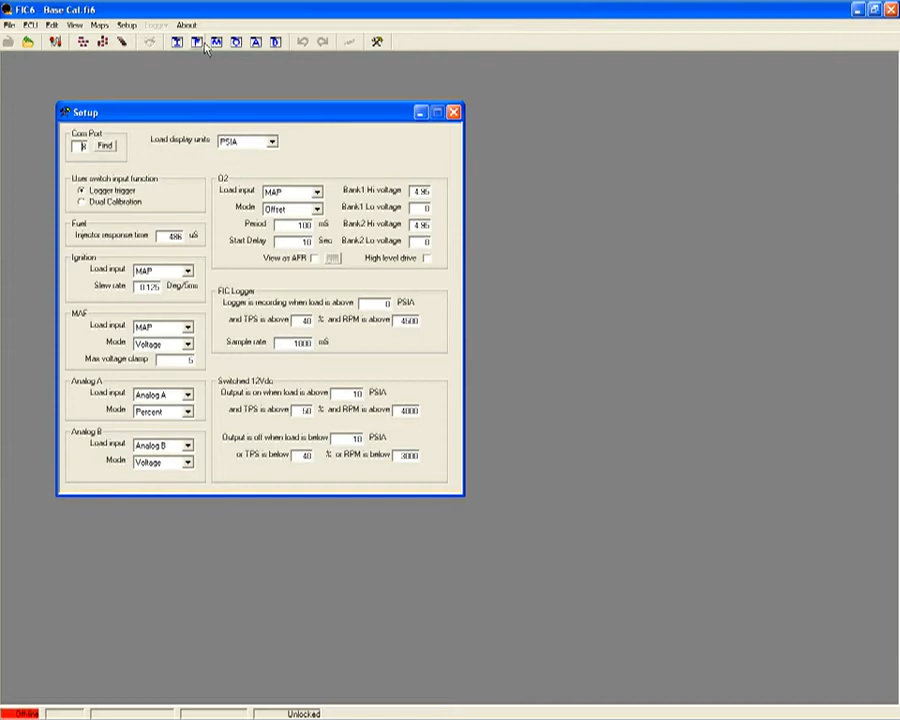 FIC6 Base Cal.fi6
File ECU Edit View Maps Setup Logger About
I F M O A D
Setup
Com Port
8 Find
Load display units PSIA
User switch input function
Logger trigger
Dual Calibration
Fuel
Injector response time 486 uS
Ignition
Load input MAP
Slew rate 0.125 Deg/5ms
MAF
Load input MAP
Mode Voltage
Max voltage clamp 5
Analog A
Load input Analog A
Mode Percent
Analog B
Load input Analog B
Mode Voltage
O2
Load input MAP Bank1 Hi voltage 4.95
Mode Offset Bank1 Lo voltage 0
Period 100 mS Bank2 Hi voltage 4.95
Start Delay 10 Sec Bank2 Lo voltage 0
View as AFR High level drive
FIC Logger
Logger is recording when load is above 0 PSIA
and TPS is above 40 % and RPM is above 4500
Sample rate 1000 mS
Switched 12Vdc
Output is on when load is above 10 PSIA
and TPS is above 50 % and RPM is above 4000
Output is off when load is below 10 PSIA
or TPS is below 40 % or RPM is below 3000
Off-line Unlocked